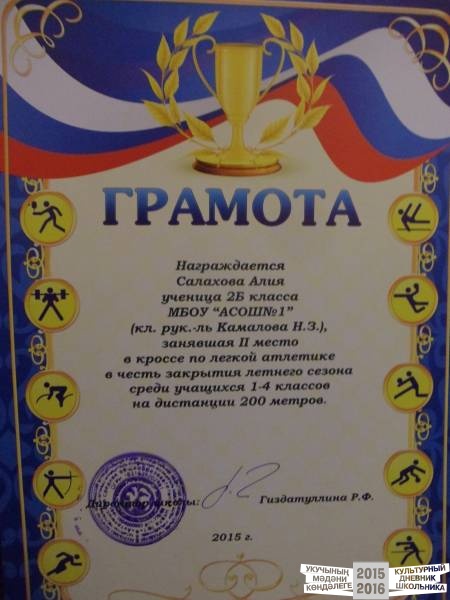 ГРАМОТА
Награждается
Салахова Алия
ученица 2Б класса
МБОУ "АСОШ№1"
(кл. рук.-ль Камалова Н.З.),
занявшая II место
в кроссе по легкой атлетике
в честь закрытия летнего сезона
среди учащихся 1-4 классов
на дистанции 200 метров.
Директор школы: Гиздатуллина Р.Ф.
2015 г.
УКУЧЫНЫҢ
МӘДӘНИ
КӨНДӘЛЕГЕ
2015
2016
КУЛЬТУРНЫЙ
ДНЕВНИК
ШКОЛЬНИКА